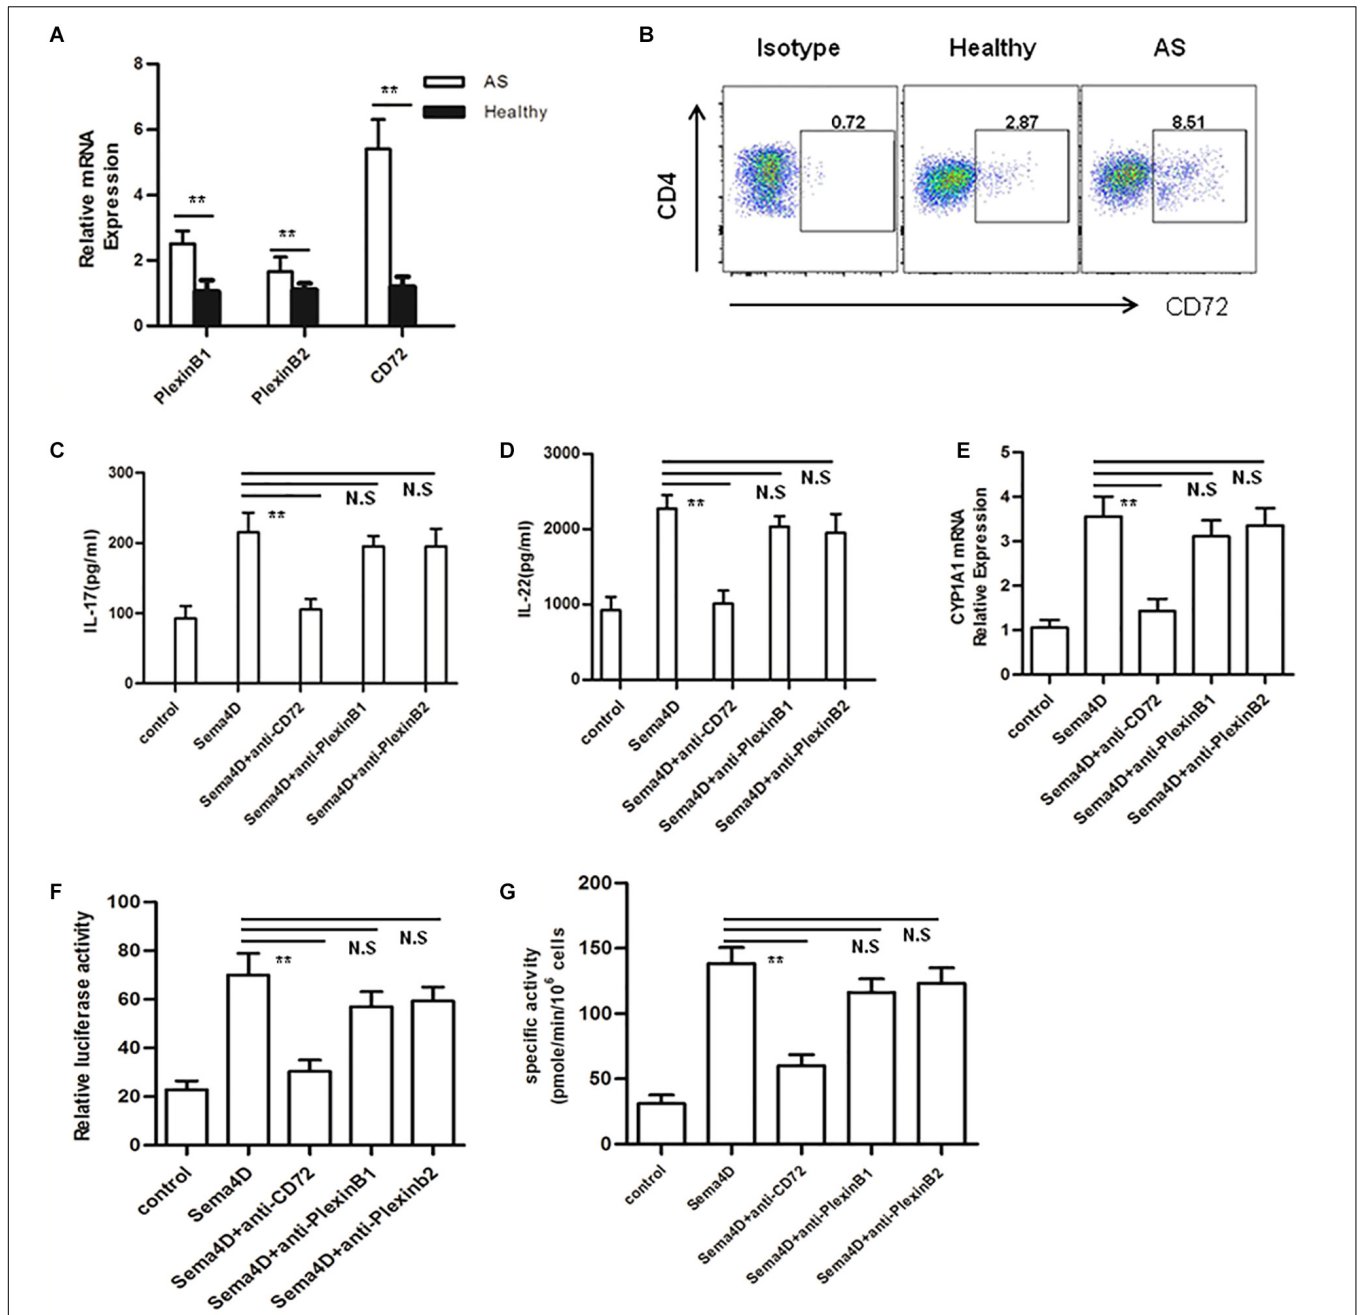 A
8
6
4
2
0
Relative mRNA
Expression
**
**
**
AS
Healthy
PlexinB1
PlexinB2
CD72
B
Isotype
Healthy
AS
0.72
2.87
8.51
CD4
CD72
C
300
200
100
0
IL-17(pg/ml)
**
N.S
N.S
control
Sema4D
Sema4D+anti-CD72
Sema4D+anti-PlexinB1
Sema4D+anti-PlexinB2
D
3000
2000
1000
0
IL-22(pg/ml)
**
N.S
N.S
control
Sema4D
Sema4D+anti-CD72
Sema4D+anti-PlexinB1
Sema4D+anti-PlexinB2
E
5
4
3
2
1
0
CYP1A1 mRNA
Relative Expression
**
N.S
N.S
control
Sema4D
Sema4D+anti-CD72
Sema4D+anti-PlexinB1
Sema4D+anti-PlexinB2
F
100
80
60
40
20
0
Relative luciferase activity
**
N.S
N.S
control
Sema4D
Sema4D+anti-CD72
Sema4D+anti-PlexinB1
Sema4D+anti-Plexinb2
G
200
150
100
50
0
specific activity
(pmole/min/10⁶ cells
**
N.S
N.S
control
Sema4D
Sema4D+anti-CD72
Sema4D+anti-PlexinB1
Sema4D+anti-PlexinB2